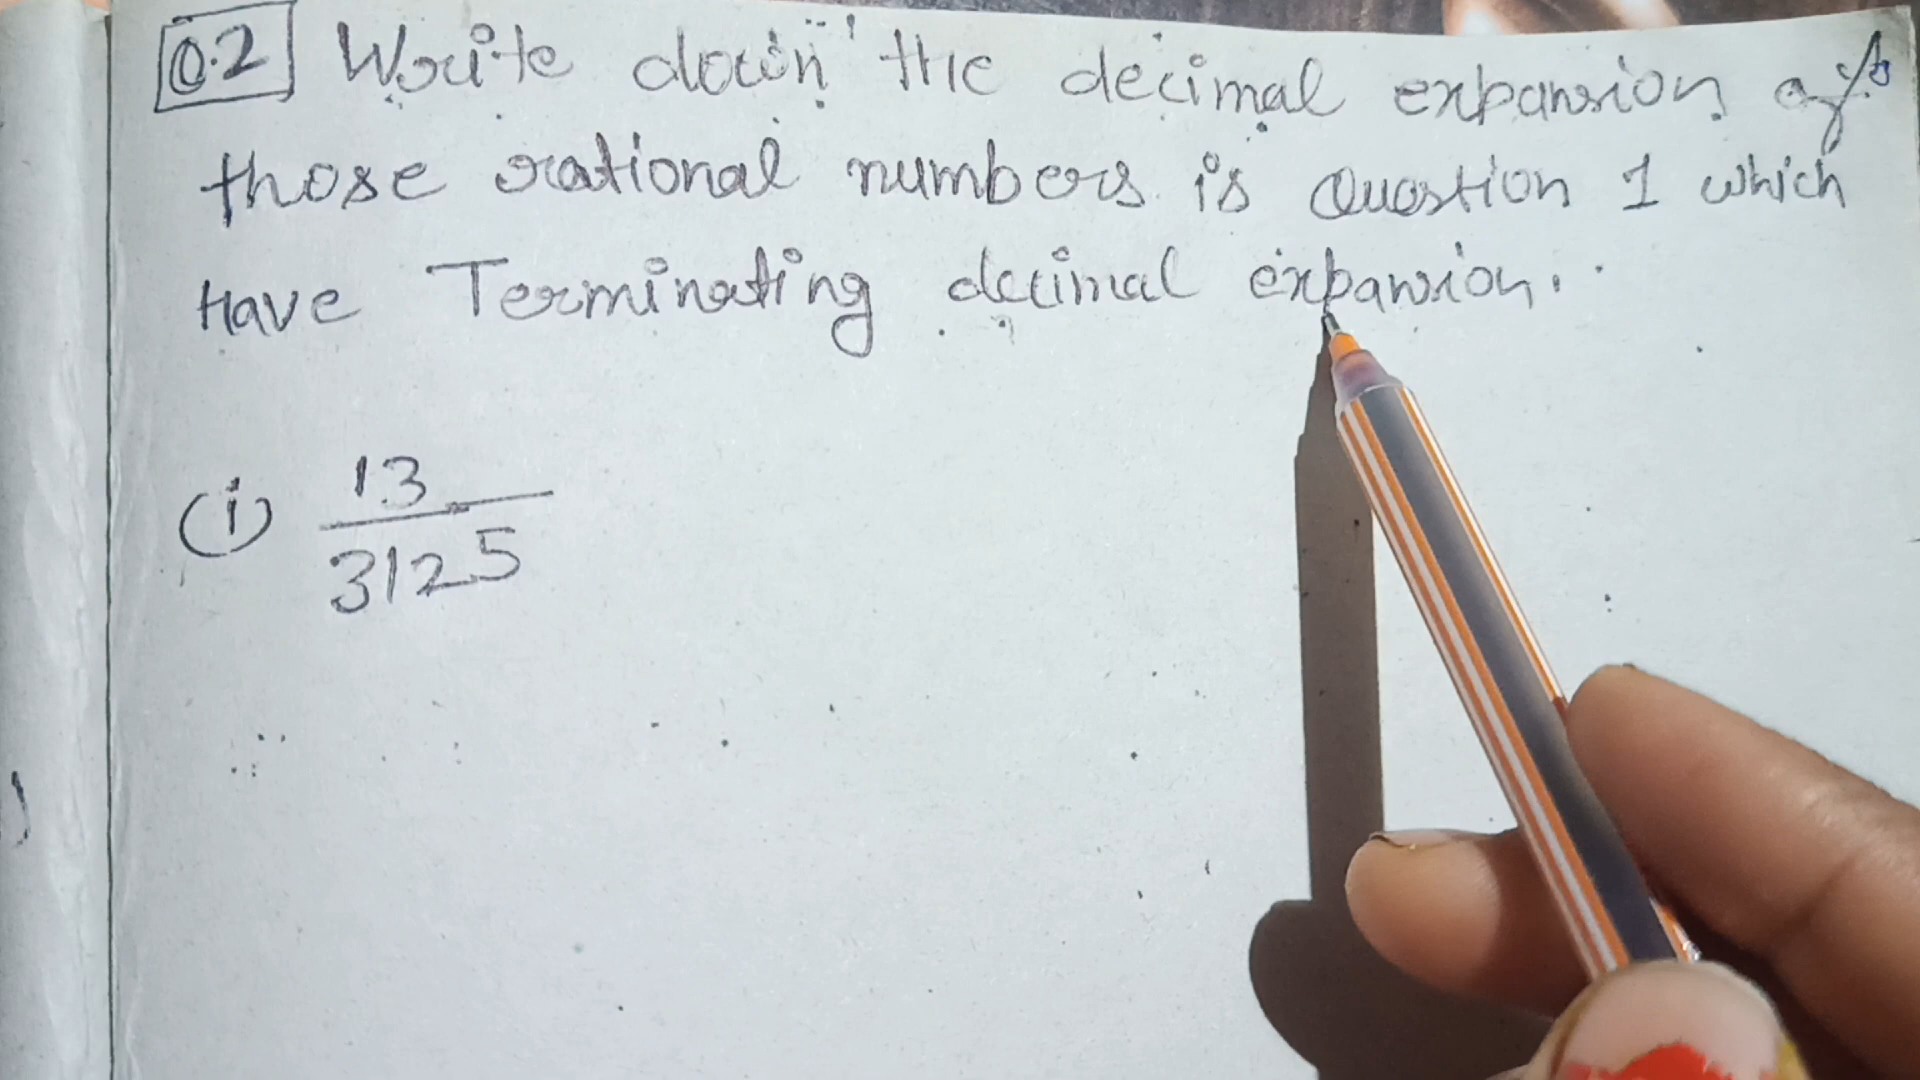 Q.2 Write down the decimal expansion of
those rational numbers is Question 1 which
Have Terminating decimal expansion.
(i) 13
3125